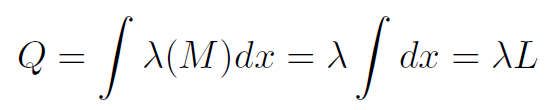 Q = ∫ λ(M)dx = λ ∫ dx = λL